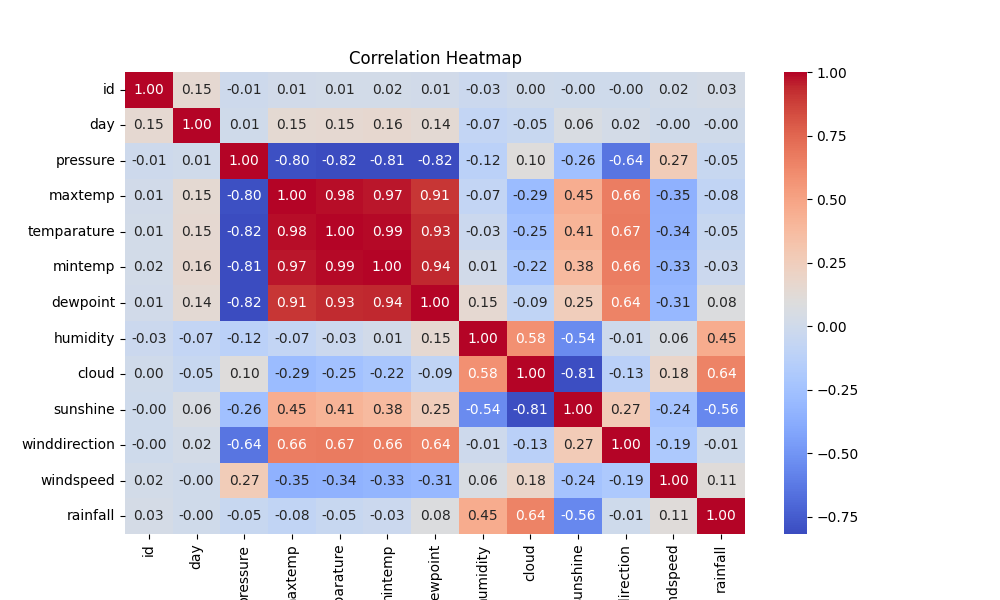 Correlation Heatmap
id 1.00 0.15 -0.01 0.01 0.01 0.02 0.01 -0.03 0.00 -0.00 -0.00 0.02 0.03
day 0.15 1.00 0.01 0.15 0.15 0.16 0.14 -0.07 -0.05 0.06 0.02 -0.00 -0.00
pressure -0.01 0.01 1.00 -0.80 -0.82 -0.81 -0.82 -0.12 0.10 -0.26 -0.64 0.27 -0.05
maxtemp 0.01 0.15 -0.80 1.00 0.98 0.97 0.91 -0.07 -0.29 0.45 0.66 -0.35 -0.08
temparature 0.01 0.15 -0.82 0.98 1.00 0.99 0.93 -0.03 -0.25 0.41 0.67 -0.34 -0.05
mintemp 0.02 0.16 -0.81 0.97 0.99 1.00 0.94 0.01 -0.22 0.38 0.66 -0.33 -0.03
dewpoint 0.01 0.14 -0.82 0.91 0.93 0.94 1.00 0.15 -0.09 0.25 0.64 -0.31 0.08
humidity -0.03 -0.07 -0.12 -0.07 -0.03 0.01 0.15 1.00 0.58 -0.54 -0.01 0.06 0.45
cloud 0.00 -0.05 0.10 -0.29 -0.25 -0.22 -0.09 0.58 1.00 -0.81 -0.13 0.18 0.64
sunshine -0.00 0.06 -0.26 0.45 0.41 0.38 0.25 -0.54 -0.81 1.00 0.27 -0.24 -0.56
winddirection -0.00 0.02 -0.64 0.66 0.67 0.66 0.64 -0.01 -0.13 0.27 1.00 -0.19 -0.01
windspeed 0.02 -0.00 0.27 -0.35 -0.34 -0.33 -0.31 0.06 0.18 -0.24 -0.19 1.00 0.11
rainfall 0.03 -0.00 -0.05 -0.08 -0.05 -0.03 0.08 0.45 0.64 -0.56 -0.01 0.11 1.00
id
day
pressure
axtemp
parature
mintemp
ewpoint
humidity
cloud
unshine
direction
ndspeed
rainfall
1.00
0.75
0.50
0.25
0.00
−0.25
−0.50
−0.75